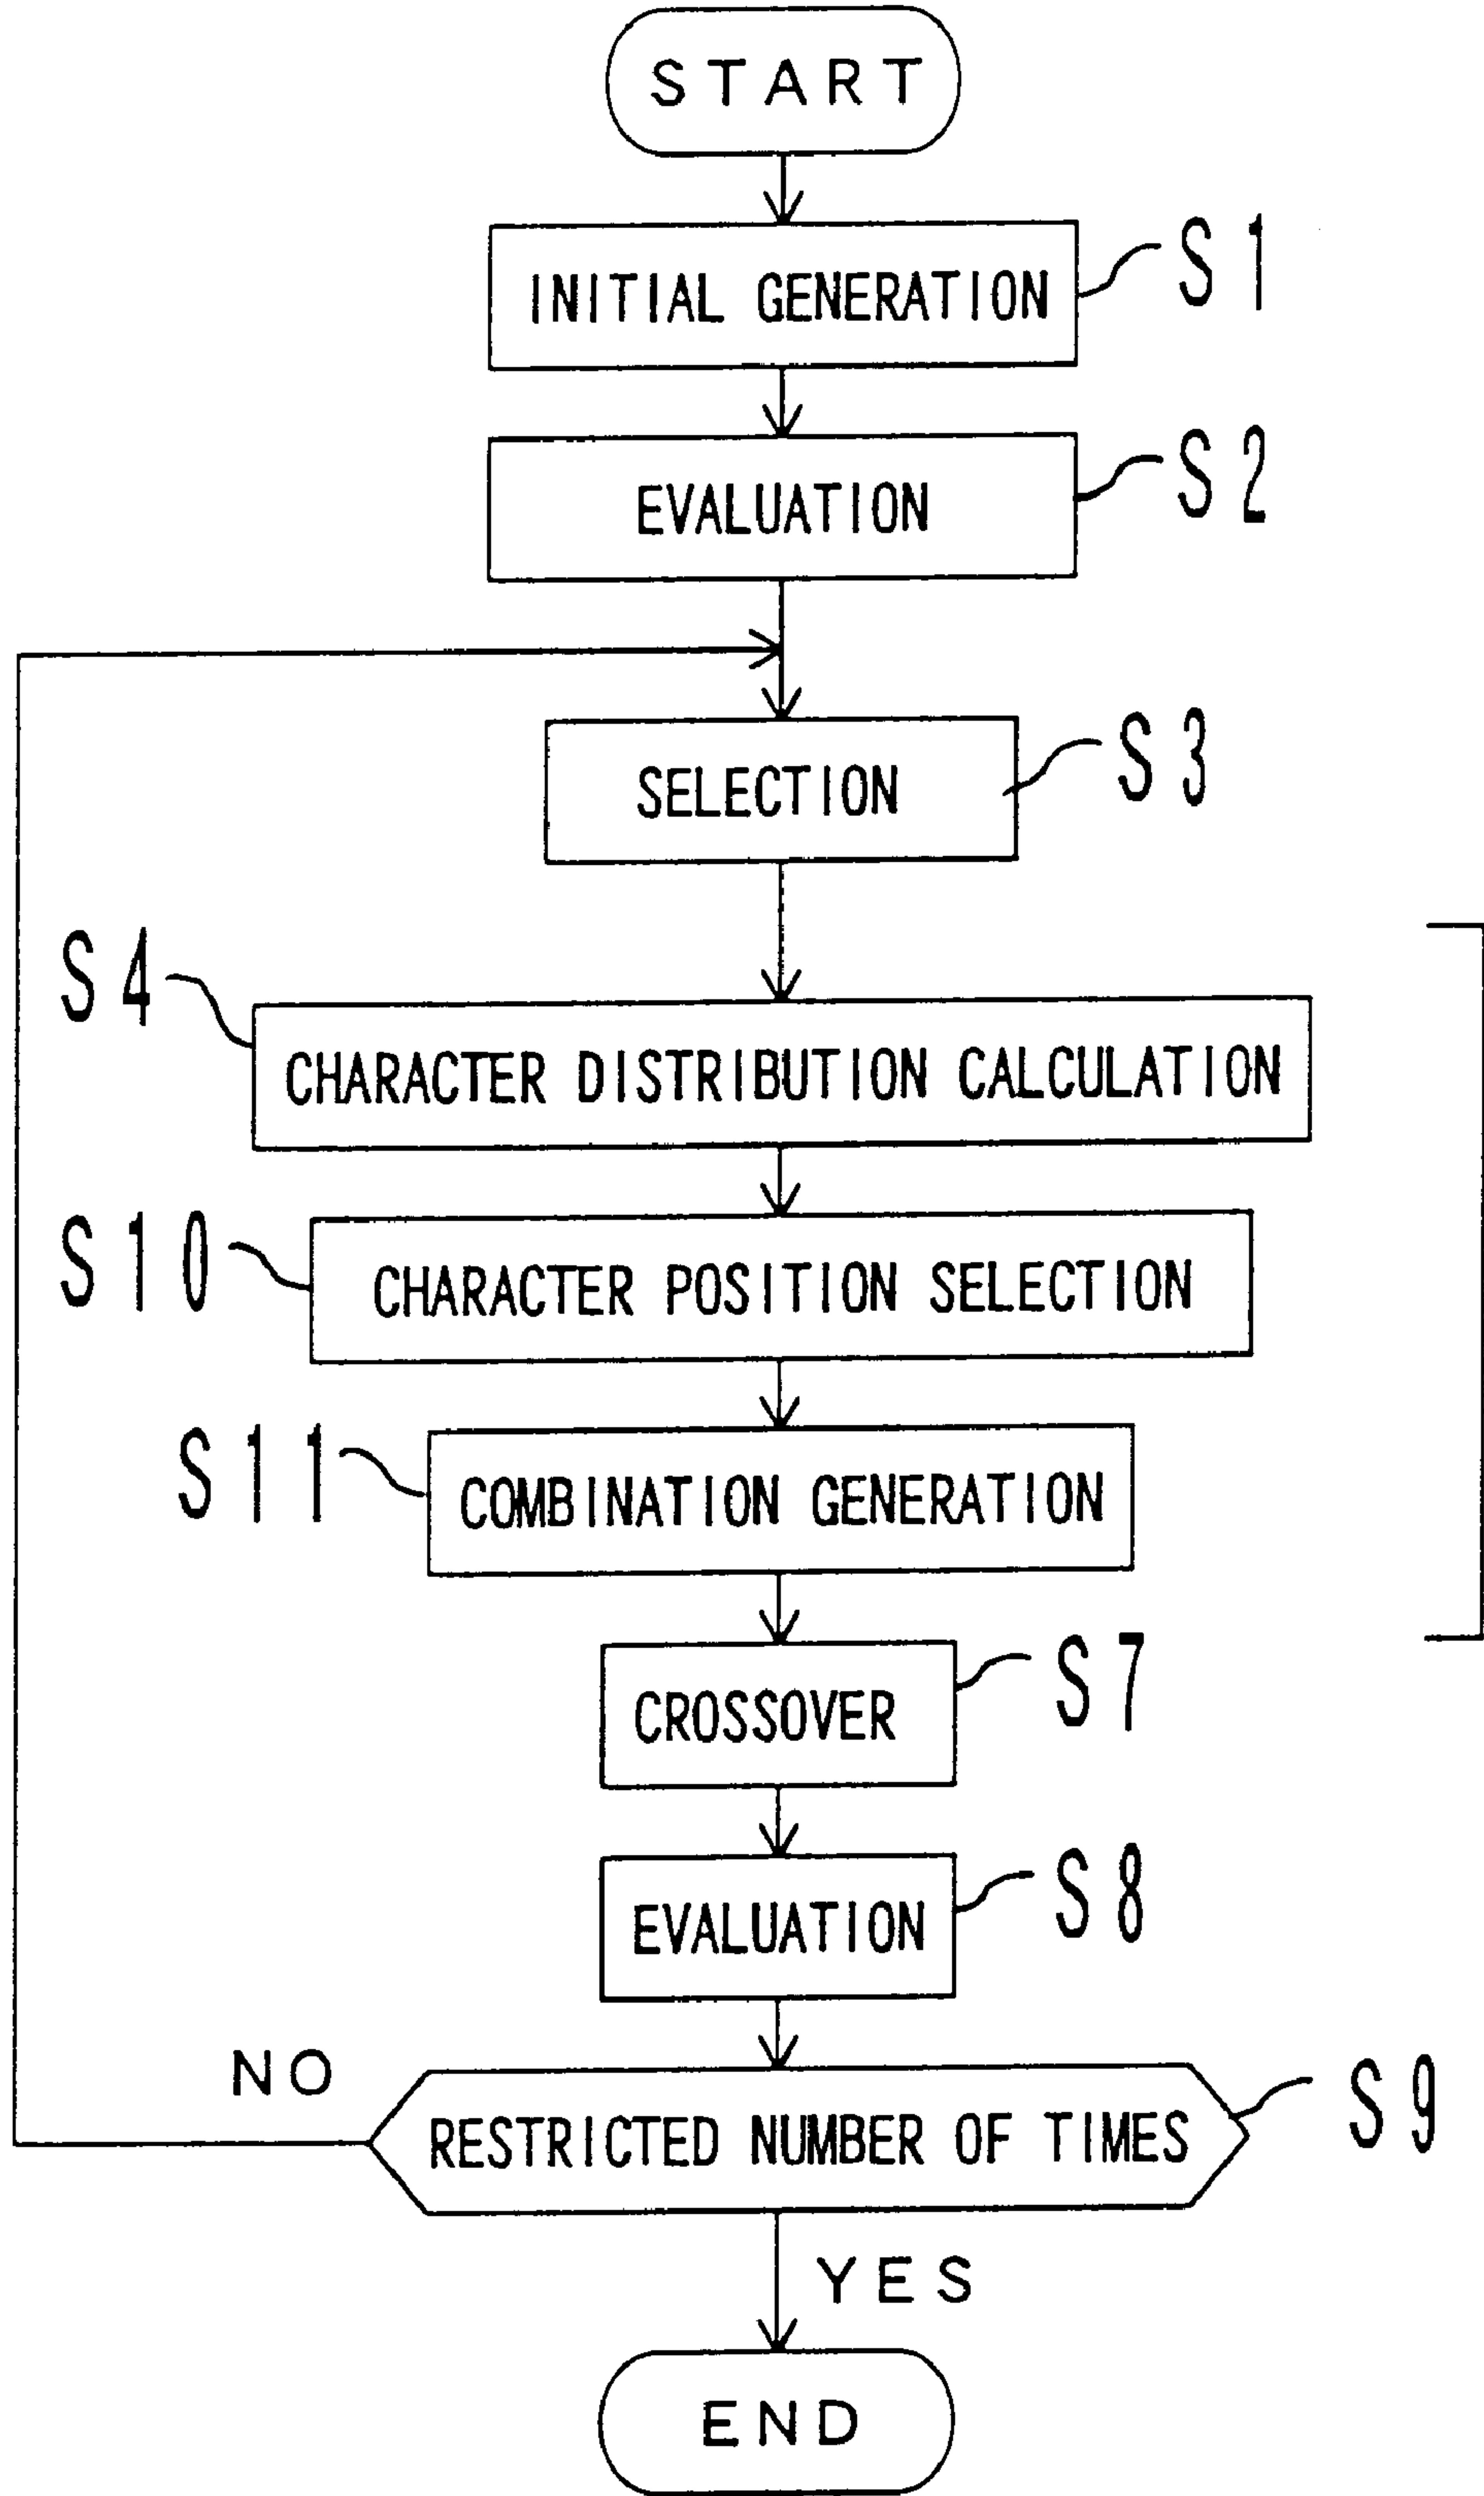 START
INITIAL GENERATION
S1
EVALUATION
S2
SELECTION
S3
S4
CHARACTER DISTRIBUTION CALCULATION
S10
CHARACTER POSITION SELECTION
S11
COMBINATION GENERATION
CROSSOVER
S7
EVALUATION
S8
NO
RESTRICTED NUMBER OF TIMES
S9
YES
END